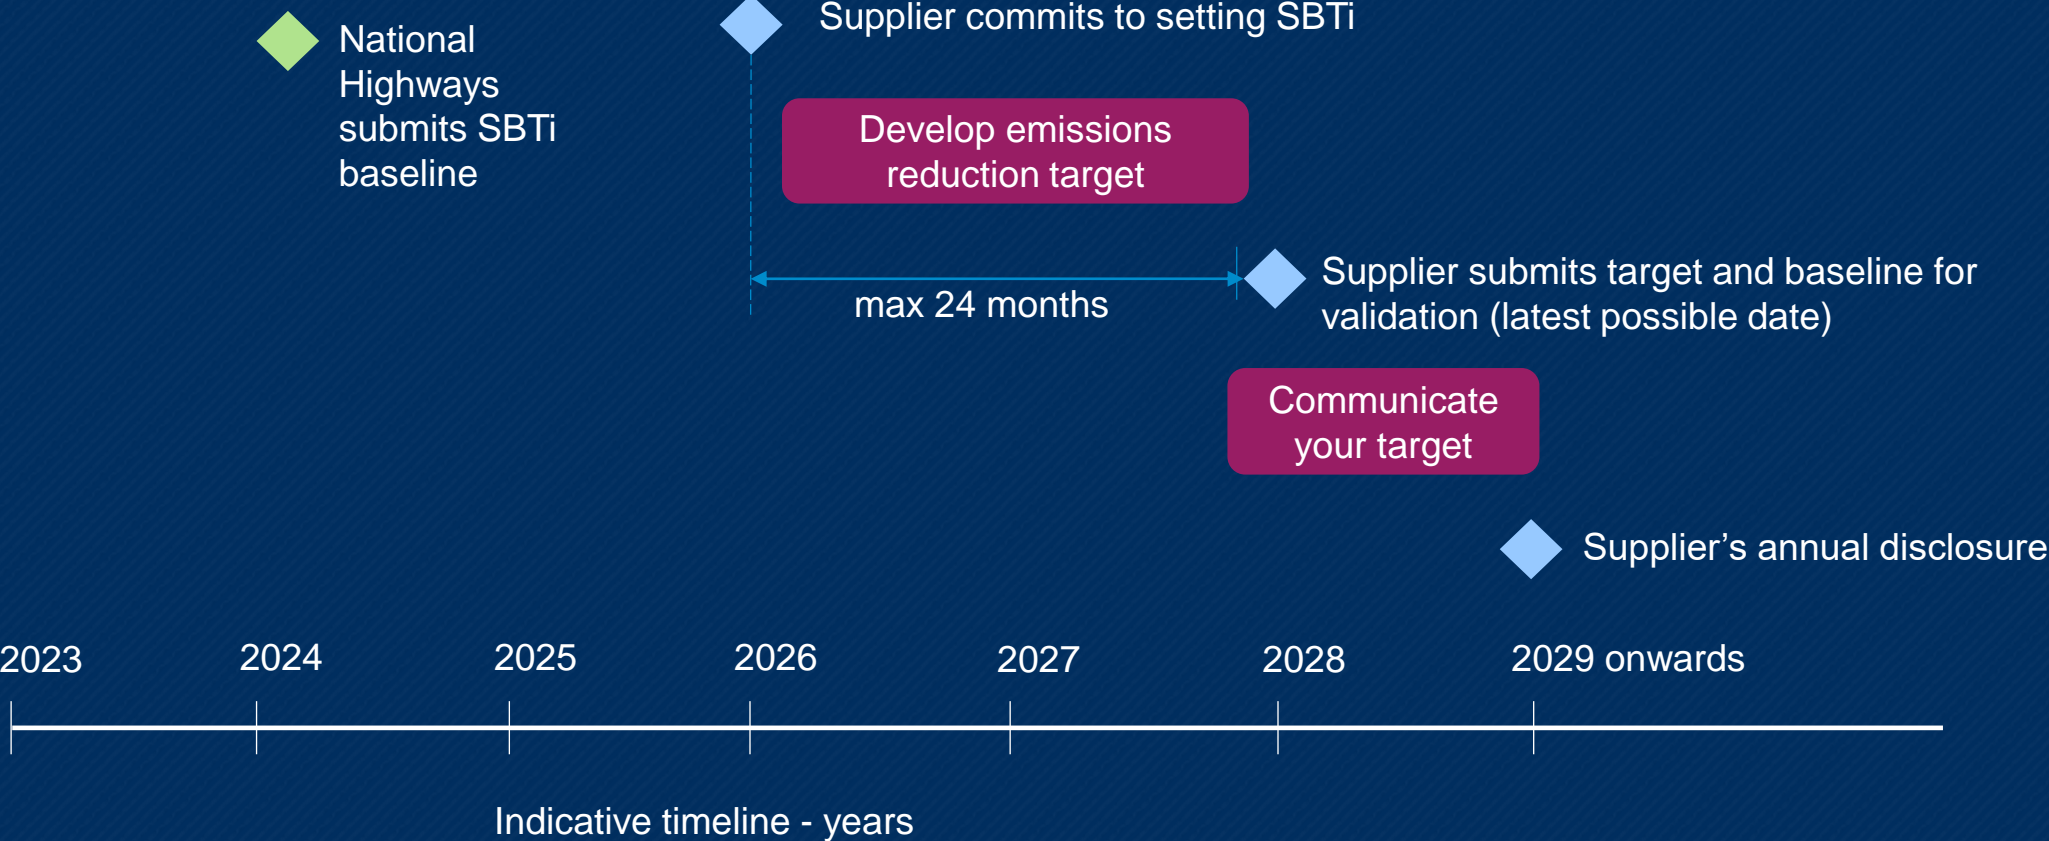 National
Highways
submits SBTi
baseline
Supplier commits to setting SBTi
Develop emissions
reduction target
max 24 months
Supplier submits target and baseline for
validation (latest possible date)
Communicate
your target
Supplier’s annual disclosure
2023 2024 2025 2026 2027 2028 2029 onwards
Indicative timeline - years